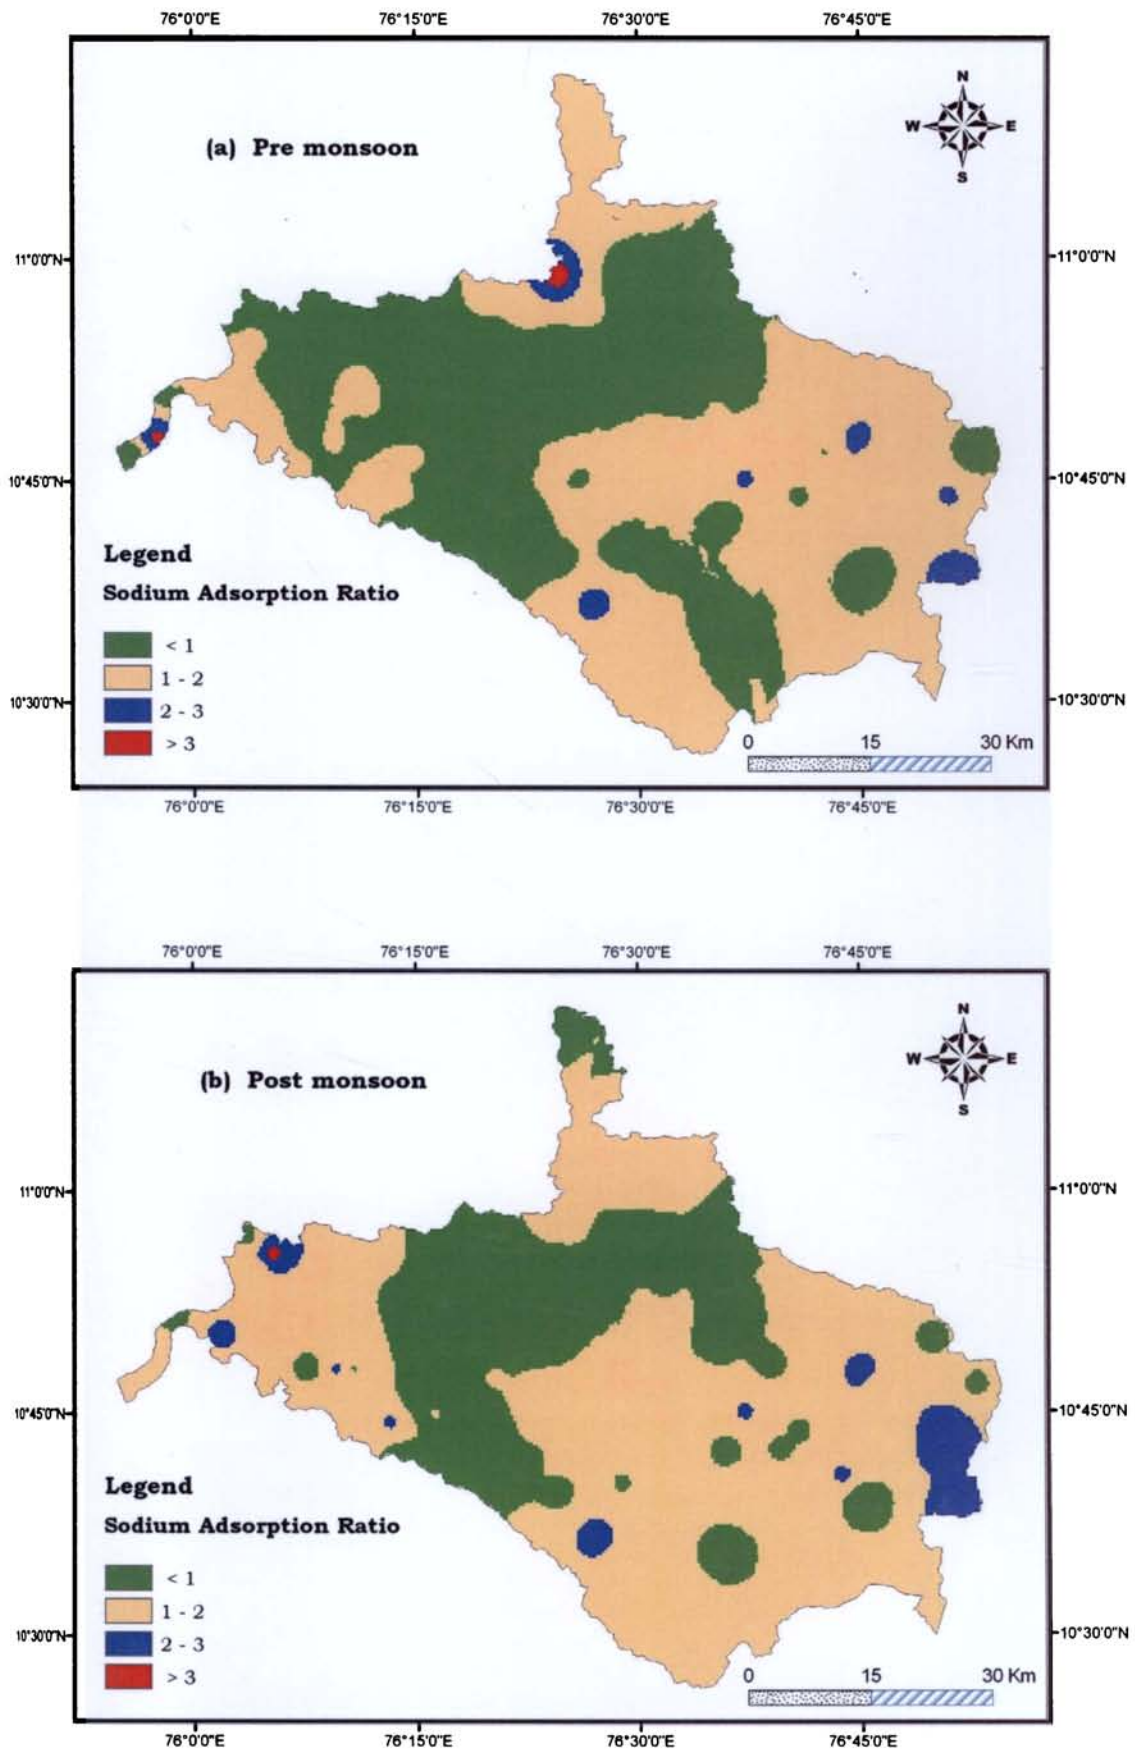 76°0'0"E 76°15'0"E 76°30'0"E 76°45'0"E
N
(a) Pre monsoon
W E
S
11°0'0"N 11°0'0"N
10°45'0"N 10°45'0"N
Legend
Sodium Adsorption Ratio
< 1
1 - 2
10°30'0"N 10°30'0"N
2 - 3
> 3
0 15 30 Km
76°0'0"E 76°15'0"E 76°30'0"E 76°45'0"E
76°0'0"E 76°15'0"E 76°30'0"E 76°45'0"E
N
(b) Post monsoon
W E
S
11°0'0"N 11°0'0"N
10°45'0"N 10°45'0"N
Legend
Sodium Adsorption Ratio
< 1
1 - 2
10°30'0"N 10°30'0"N
2 - 3
> 3
0 15 30 Km
76°0'0"E 76°15'0"E 76°30'0"E 76°45'0"E